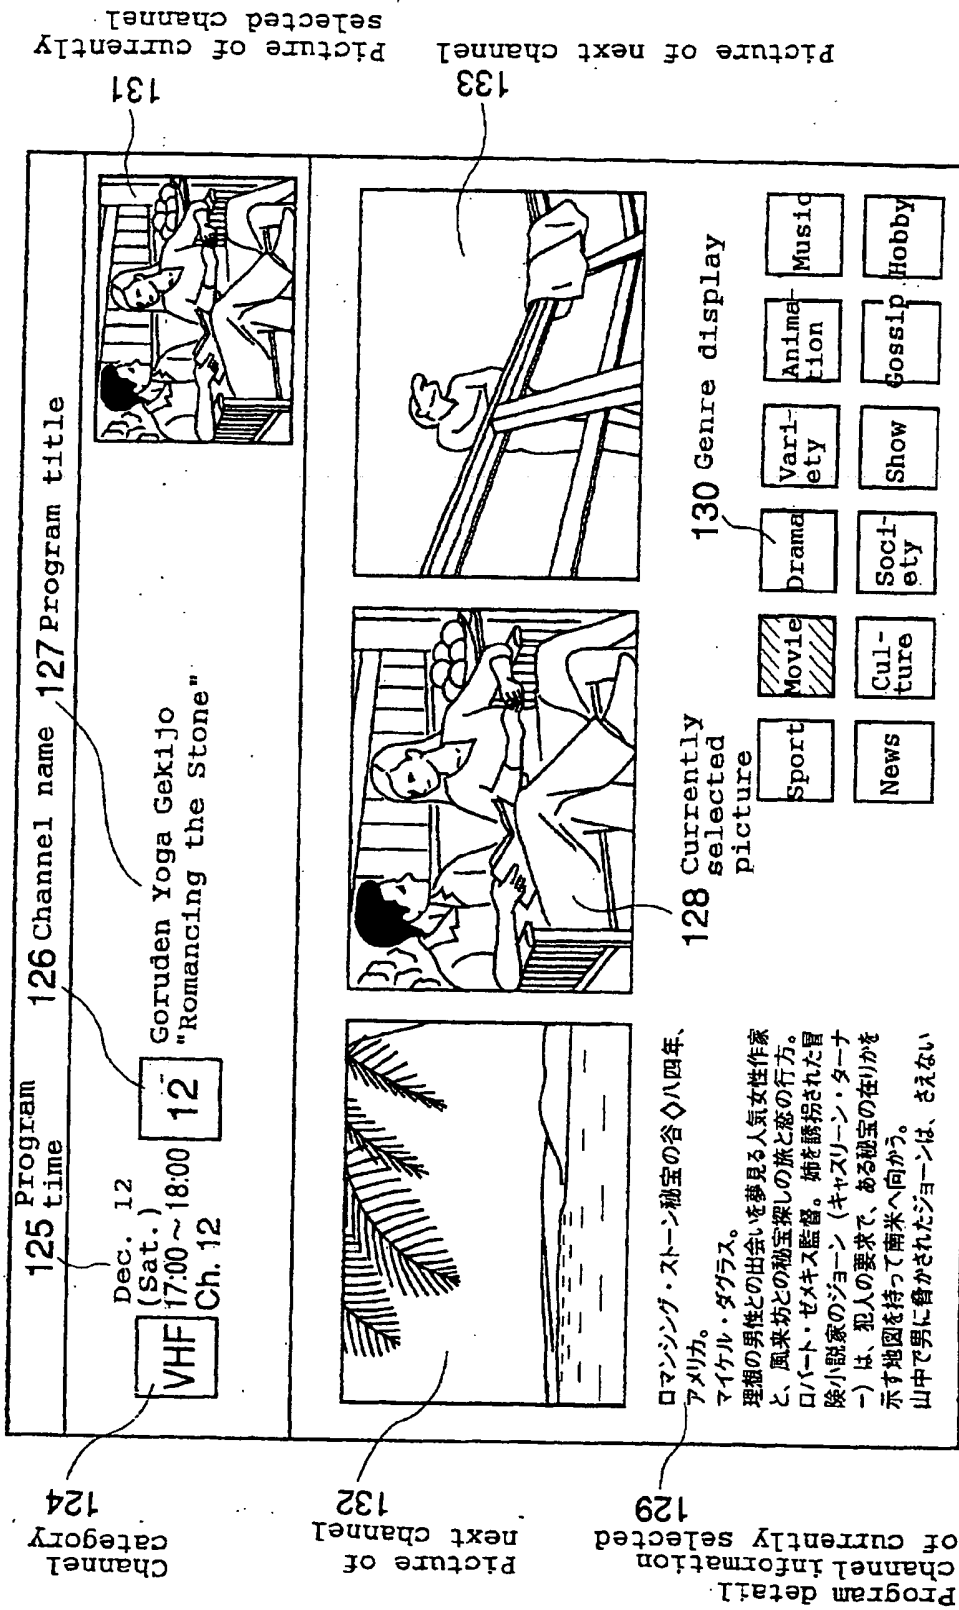 125 Program
time
126 Channel name
127 Program title
Dec. 12
(Sat.)
17:00~18:00
Ch. 12
VHF
12
Goruden Yoga Gekijo
"Romancing the Stone"
Channel
category
124
131
Picture of currently
selected channel
Picture of
next channel
132
133
Picture of next channel
128 Currently
selected
picture
130 Genre display
Sport
Movie
Drama
Vari-
ety
Anima-
tion
Music
News
Cul-
ture
Soci-
ety
Show
Gossip
Hobby
Program detail
channel information
of currently selected
129
ロマンシング・ストーン秘宝の谷◇八四年、
アメリカ。
マイケル・ダグラス。
理想の男性との出会いを夢見る人気女性作家
と、風来坊との秘宝探しの旅と恋の行方。
ロバート・ゼメキス監督。姉を誘拐された冒
険小説家のジョーン(キャスリーン・ターナ
ー)は、犯人の要求で、ある秘宝の在りかを
示す地図を持って南米へ向かう。
山中で男に脅かされたジョーンは、さえない